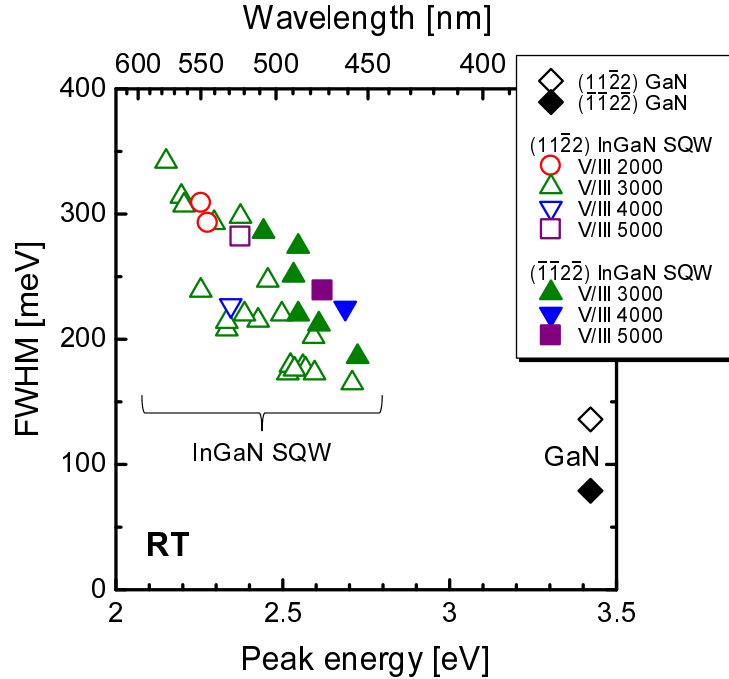 Wavelength [nm]
600 550 500 450 400
(112̄2) GaN
(1̄1̄22̄) GaN
(112̄2) InGaN SQW
V/III 2000
V/III 3000
V/III 4000
V/III 5000
(1̄1̄22̄) InGaN SQW
V/III 3000
V/III 4000
V/III 5000
FWHM [meV]
400
300
200
100
0
InGaN SQW
GaN
RT
2 2.5 3 3.5
Peak energy [eV]